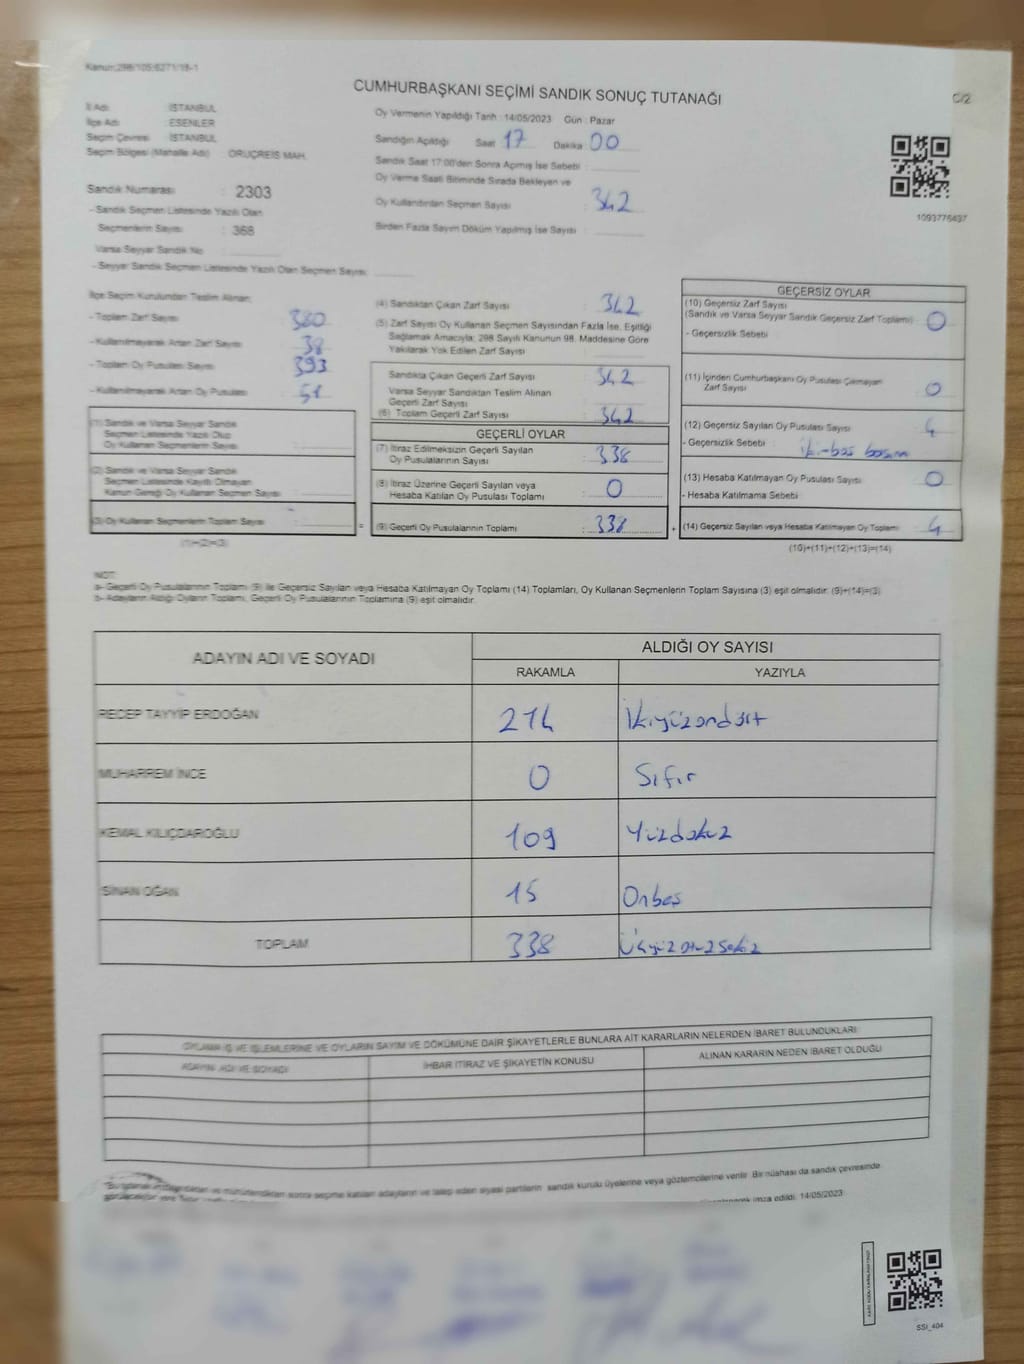 Kanun:298/105;6271/18-1
CUMHURBAŞKANI SEÇİMİ SANDIK SONUÇ TUTANAĞI
C/2
İl Adı : İSTANBUL
İlçe Adı : ESENLER
Seçim Çevresi : İSTANBUL
Seçim Bölgesi (Mahalle Adı) : ORUÇREİS MAH.
Sandık Numarası : 2303
- Sandık Seçmen Listesinde Yazılı Olan
Seçmenlerin Sayısı : 368
Varsa Seyyar Sandık No :
- Seyyar Sandık Seçmen Listesinde Yazılı Olan Seçmen Sayısı:
Oy Vermenin Yapıldığı Tarih : 14/05/2023 Gün : Pazar
Sandığın Açıldığı Saat : 17 Dakika : 00
Sandık Saat 17:00'den Sonra Açılmış İse Sebebi :
Oy Verme Saati Bitiminde Sırada Bekleyen ve
Oy Kullandırılan Seçmen Sayısı : 342
Birden Fazla Sayım Döküm Yapılmış İse Sayısı :
1093776497
İlçe Seçim Kurulundan Teslim Alınan;
- Toplam Zarf Sayısı : 380
- Kullanılmayarak Artan Zarf Sayısı : 38
- Toplam Oy Pusulası Sayısı : 393
- Kullanılmayarak Artan Oy Pusulası : 51
(1) Sandık ve Varsa Seyyar Sandık
Seçmen Listesinde Yazılı Olup
Oy Kullanan Seçmenlerin Sayısı :
(2) Sandık ve Varsa Seyyar Sandık
Seçmen Listesinde Kayıtlı Olmayan
Kanun Gereği Oy Kullanan Seçmen Sayısı :
(3) Oy Kullanan Seçmenlerin Toplam Sayısı :
(1)+(2)=(3)
(4) Sandıktan Çıkan Zarf Sayısı : 342
(5) Zarf Sayısı Oy Kullanan Seçmen Sayısından Fazla İse, Eşitliği
Sağlamak Amacıyla; 298 Sayılı Kanunun 98. Maddesine Göre
Yakılarak Yok Edilen Zarf Sayısı :
Sandıkta Çıkan Geçerli Zarf Sayısı : 342
Varsa Seyyar Sandıktan Teslim Alınan
Geçerli Zarf Sayısı :
(6) Toplam Geçerli Zarf Sayısı : 342
GEÇERLİ OYLAR
(7) İtiraz Edilmeksizin Geçerli Sayılan
Oy Pusulalarının Sayısı : 338
(8) İtiraz Üzerine Geçerli Sayılan veya
Hesaba Katılan Oy Pusulası Toplamı : 0
= (9) Geçerli Oy Pusulalarının Toplamı : 338
GEÇERSİZ OYLAR
(10) Geçersiz Zarf Sayısı
(Sandık ve Varsa Seyyar Sandık Geçersiz Zarf Toplamı) : 0
- Geçersizlik Sebebi :
(11) İçinden Cumhurbaşkanı Oy Pusulası Çıkmayan
Zarf Sayısı : 0
(12) Geçersiz Sayılan Oy Pusulası Sayısı : 4
- Geçersizlik Sebebi :
(13) Hesaba Katılmayan Oy Pusulası Sayısı : 0
- Hesaba Katılmama Sebebi :
+ (14) Geçersiz Sayılan veya Hesaba Katılmayan Oy Toplamı : 4
(10)+(11)+(12)+(13)=(14)
NOT:
a- Geçerli Oy Pusulalarının Toplamı (9) ile Geçersiz Sayılan veya Hesaba Katılmayan Oy Toplamı (14) Toplamları, Oy Kullanan Seçmenlerin Toplam Sayısına (3) eşit olmalıdır. (9)+(14)=(3)
b- Adayların Aldığı Oyların Toplamı, Geçerli Oy Pusulalarının Toplamına (9) eşit olmalıdır.
ADAYIN ADI VE SOYADI
ALDIĞI OY SAYISI
RAKAMLA YAZIYLA
RECEP TAYYİP ERDOĞAN 214 İkiyüzondört
MUHARREM İNCE 0 Sıfır
KEMAL KILIÇDAROĞLU 109 Yüzdokuz
SİNAN OĞAN 15 Onbeş
TOPLAM 338 Üçyüzotuzsekiz
OYLAMA İŞ VE İŞLEMLERİNE VE OYLARIN SAYIM VE DÖKÜMÜNE DAİR ŞİKAYETLERLE BUNLARA AİT KARARLARIN NELERDEN İBARET BULUNDUKLARI
ADAYIN ADI VE SOYADI İHBAR İTİRAZ VE ŞİKAYETİN KONUSU ALINAN KARARIN NEDEN İBARET OLDUĞU
sonra seçime katılan adayların ve talep eden siyasi partilerin sandık kurulu üyelerine veya gözlemcilerine verilir. Bir nüshası da sandık çevresinde
imza edildi. 14/05/2023
SSI_404